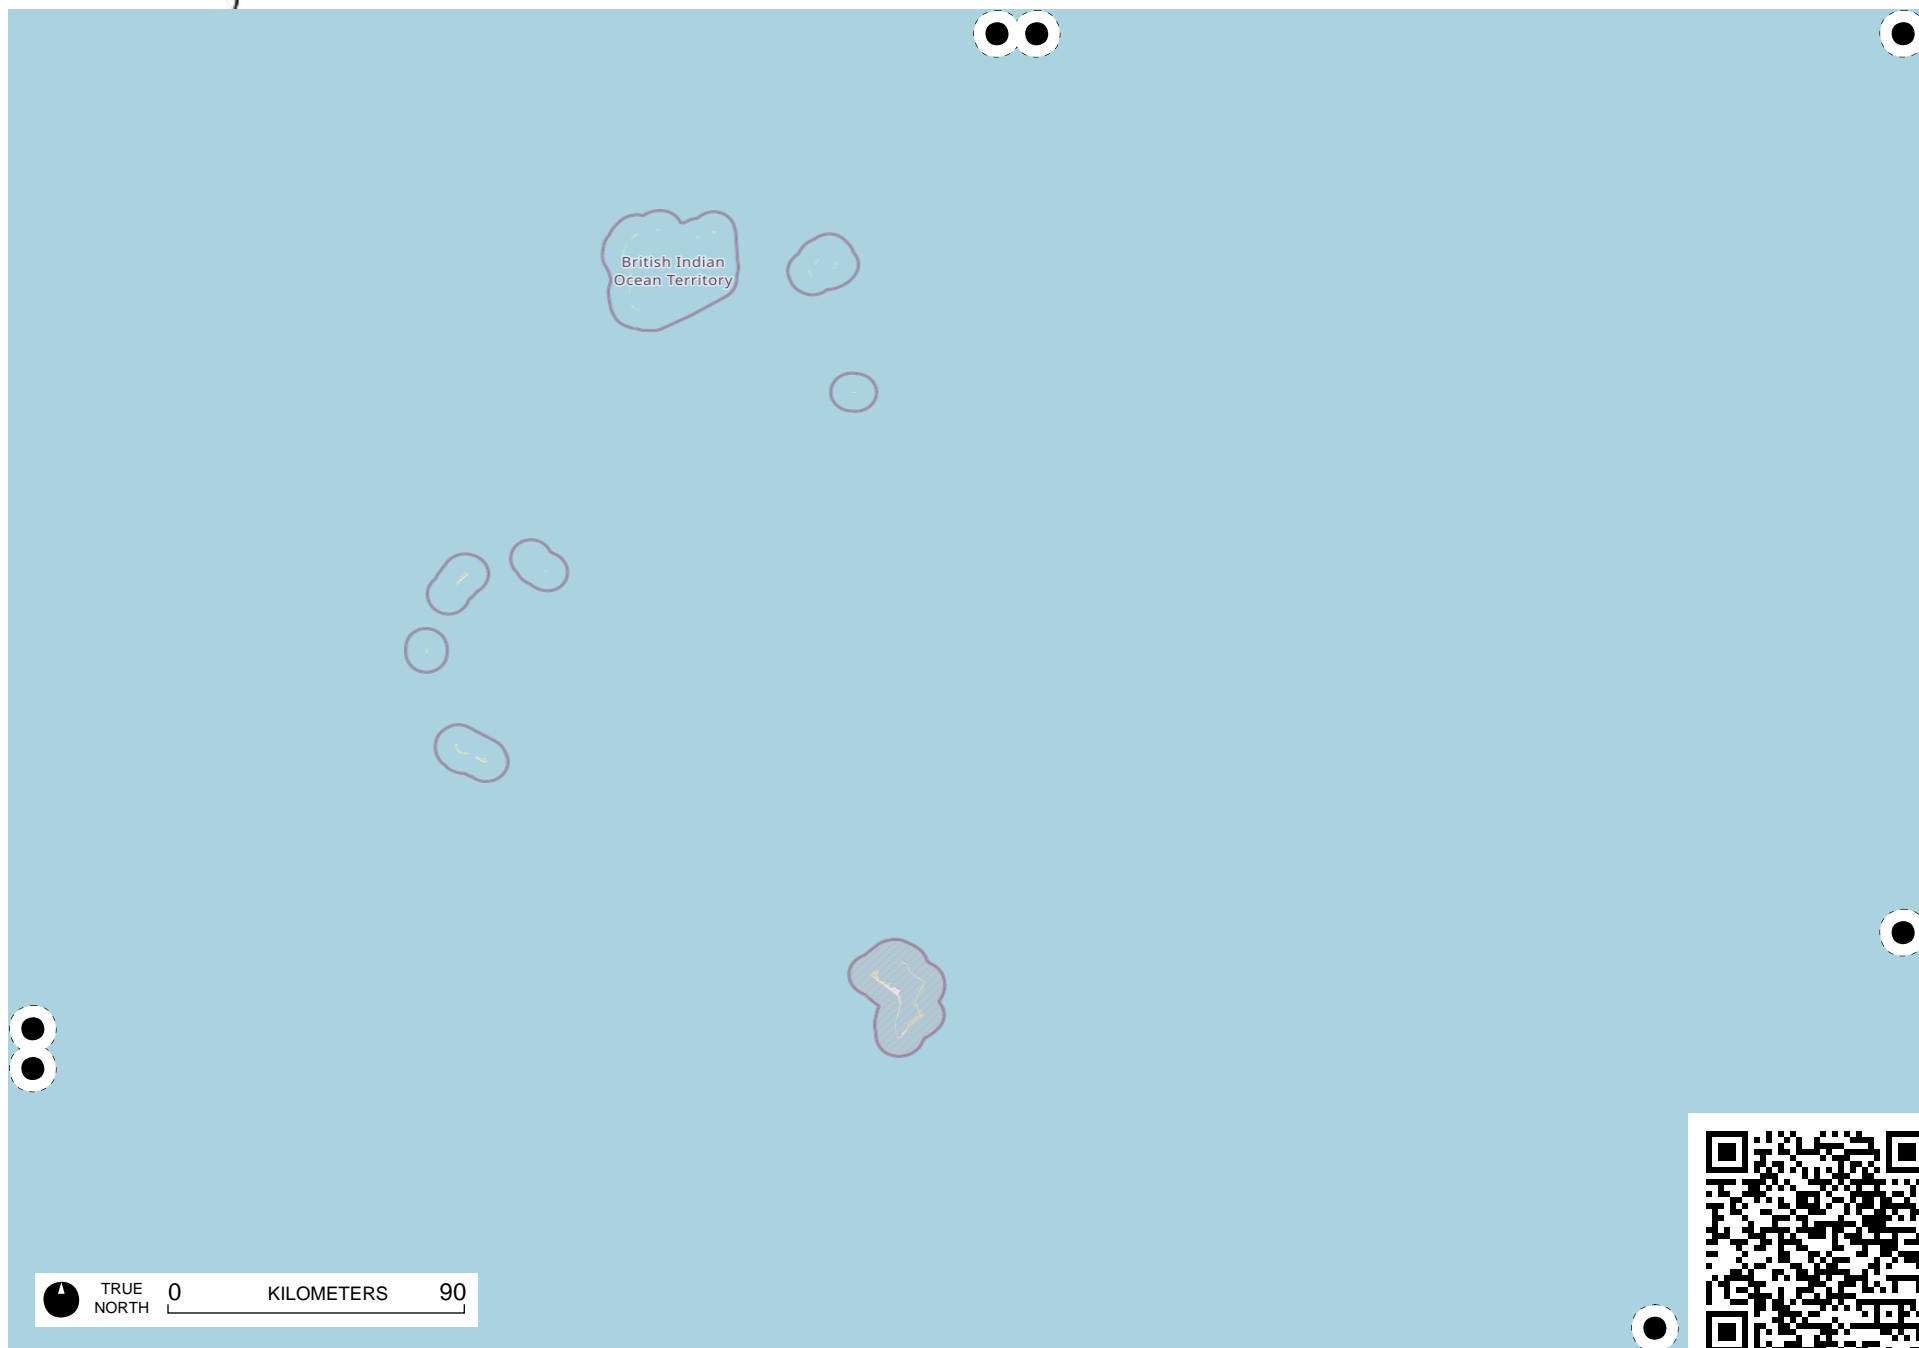 British Indian
Ocean Territory
TRUE
NORTH
0 KILOMETERS 90